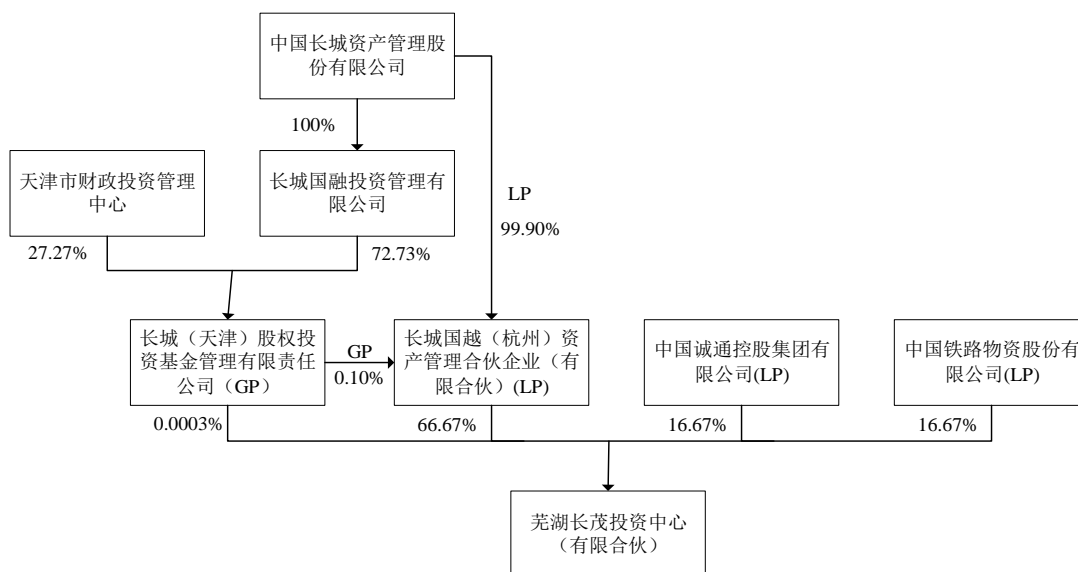 中国长城资产管理股
份有限公司
100%
天津市财政投资管理
中心
长城国融投资管理有
限公司
LP
99.90%
27.27%
72.73%
长城（天津）股权投
资基金管理有限责任
公司（GP）
GP
0.10%
长城国越（杭州）资
产管理合伙企业（有
限合伙）(LP)
中国诚通控股集团有
限公司(LP)
中国铁路物资股份有
限公司(LP)
0.0003%
66.67%
16.67%
16.67%
芜湖长茂投资中心
（有限合伙）